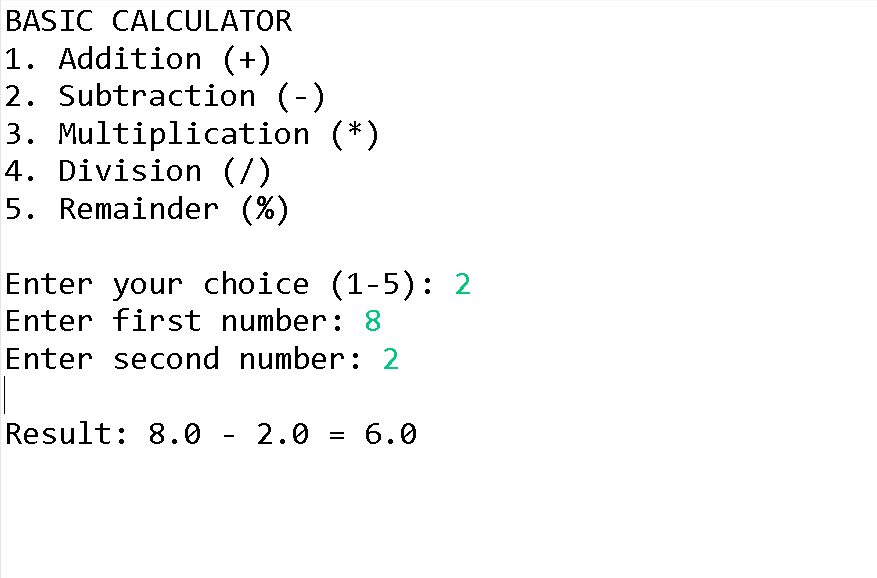 BASIC CALCULATOR
1. Addition (+)
2. Subtraction (-)
3. Multiplication (*)
4. Division (/)
5. Remainder (%)
Enter your choice (1-5): 2
Enter first number: 8
Enter second number: 2
Result: 8.0 - 2.0 = 6.0